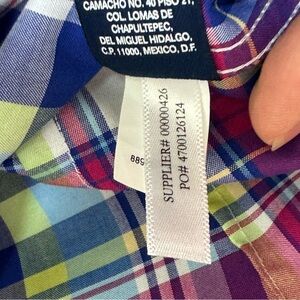 CAMACHO NO. 40 PISO 21,
COL. LOMAS DE
CHAPULTEPEC.
DEL MIGUEL HIDALGO,
C.P. 11000, MEXICO, D.F.
SUPPLIER# 00000426
PO# 4700126124